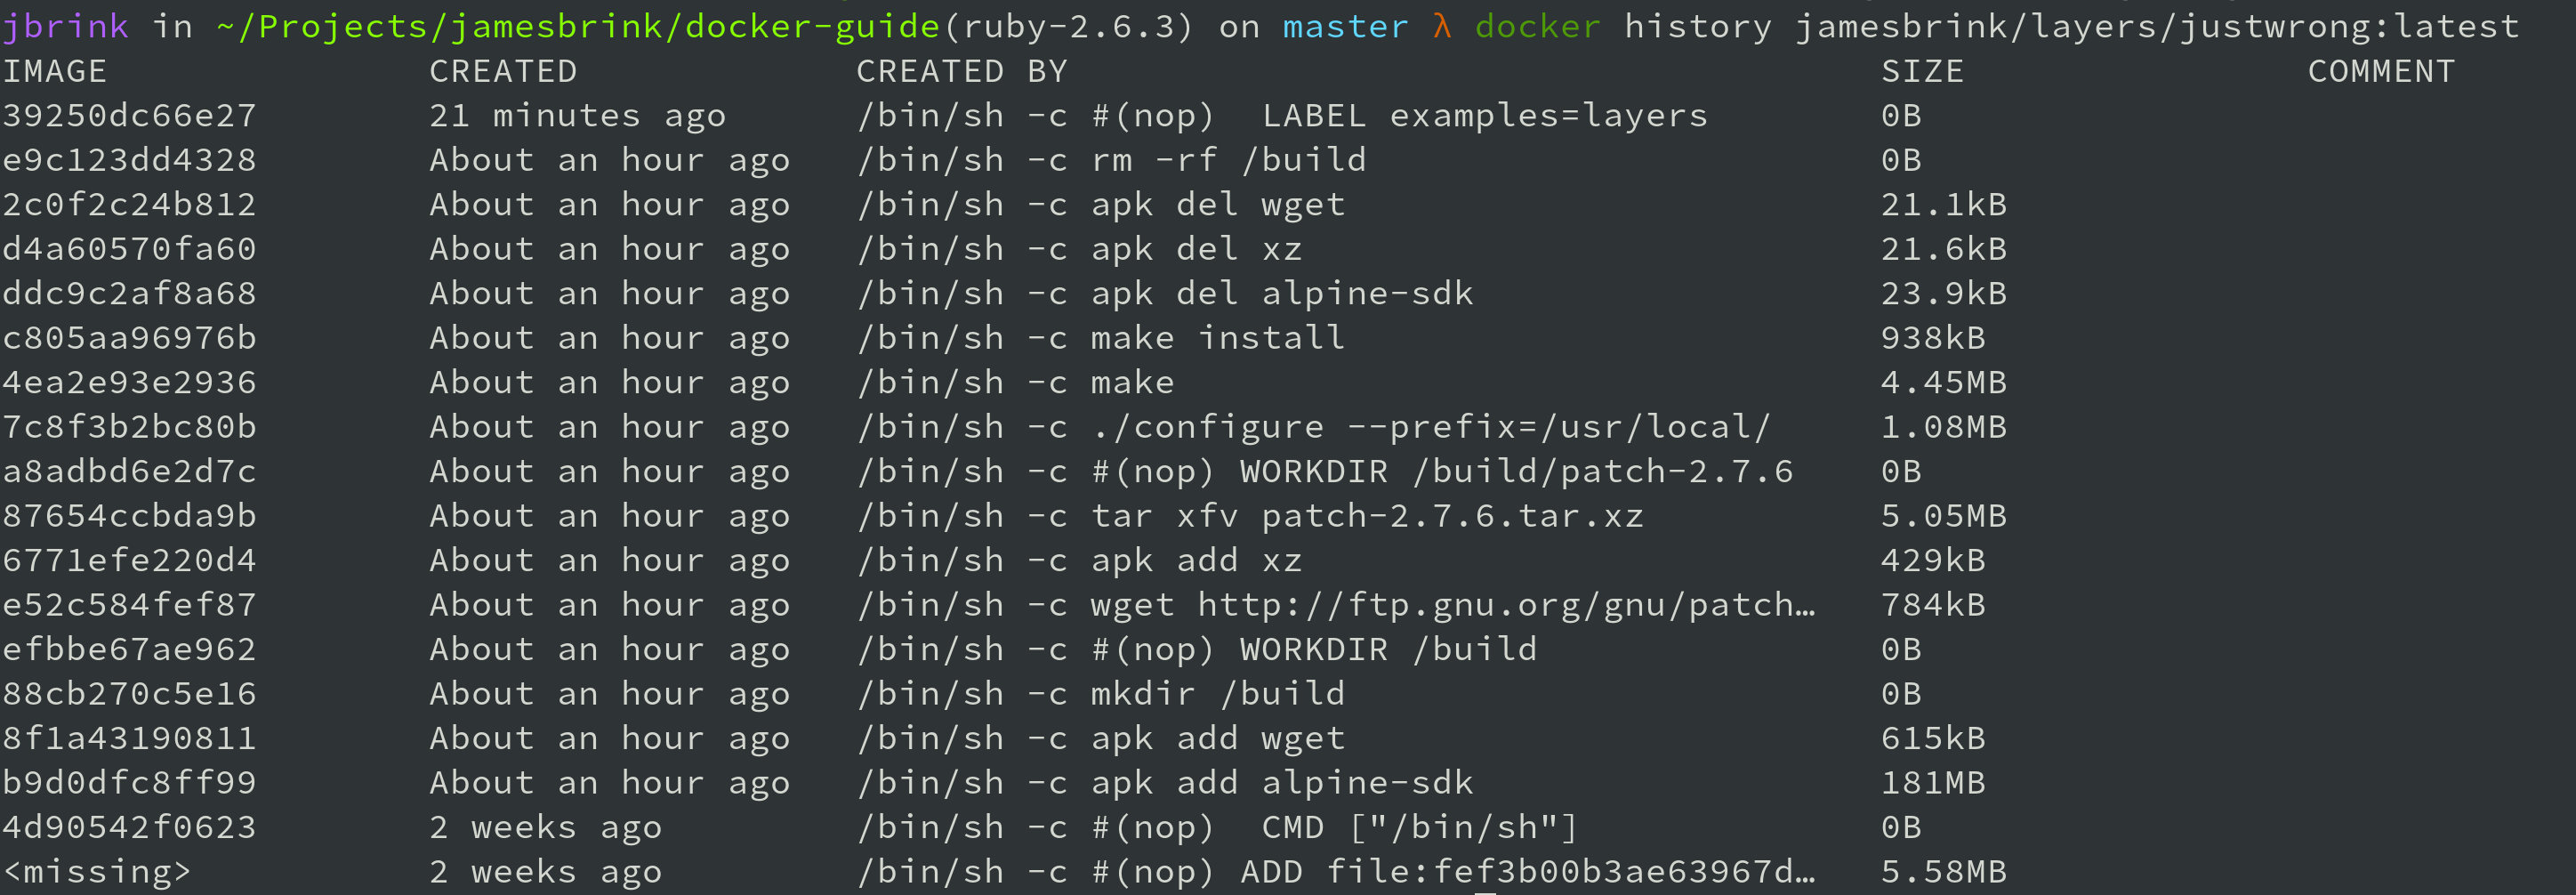 jbrink in ~/Projects/jamesbrink/docker-guide(ruby-2.6.3) on master λ docker history jamesbrink/layers/justwrong:latest
IMAGE CREATED CREATED BY SIZE COMMENT
39250dc66e27 21 minutes ago /bin/sh -c #(nop)  LABEL examples=layers 0B
e9c123dd4328 About an hour ago /bin/sh -c rm -rf /build 0B
2c0f2c24b812 About an hour ago /bin/sh -c apk del wget 21.1kB
d4a60570fa60 About an hour ago /bin/sh -c apk del xz 21.6kB
ddc9c2af8a68 About an hour ago /bin/sh -c apk del alpine-sdk 23.9kB
c805aa96976b About an hour ago /bin/sh -c make install 938kB
4ea2e93e2936 About an hour ago /bin/sh -c make 4.45MB
7c8f3b2bc80b About an hour ago /bin/sh -c ./configure --prefix=/usr/local/ 1.08MB
a8adbd6e2d7c About an hour ago /bin/sh -c #(nop) WORKDIR /build/patch-2.7.6 0B
87654ccbda9b About an hour ago /bin/sh -c tar xfv patch-2.7.6.tar.xz 5.05MB
6771efe220d4 About an hour ago /bin/sh -c apk add xz 429kB
e52c584fef87 About an hour ago /bin/sh -c wget http://ftp.gnu.org/gnu/patch… 784kB
efbbe67ae962 About an hour ago /bin/sh -c #(nop) WORKDIR /build 0B
88cb270c5e16 About an hour ago /bin/sh -c mkdir /build 0B
8f1a43190811 About an hour ago /bin/sh -c apk add wget 615kB
b9d0dfc8ff99 About an hour ago /bin/sh -c apk add alpine-sdk 181MB
4d90542f0623 2 weeks ago /bin/sh -c #(nop)  CMD ["/bin/sh"] 0B
<missing> 2 weeks ago /bin/sh -c #(nop) ADD file:fef3b00b3ae63967d… 5.58MB